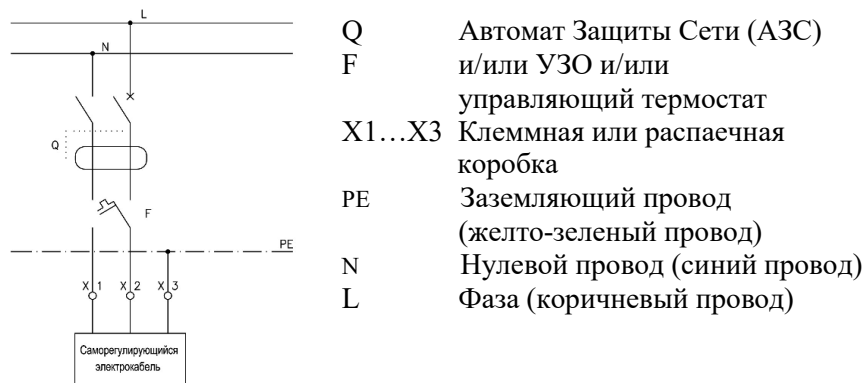 L
N
Q
F
PE
X 1 X 2 X 3
Саморегулирующийся
электрокабель
Q Автомат Защиты Сети (АЗС)
F и/или УЗО и/или
управляющий термостат
X1…X3 Клеммная или распаечная
коробка
PE Заземляющий провод
(желто-зеленый провод)
N Нулевой провод (синий провод)
L Фаза (коричневый провод)